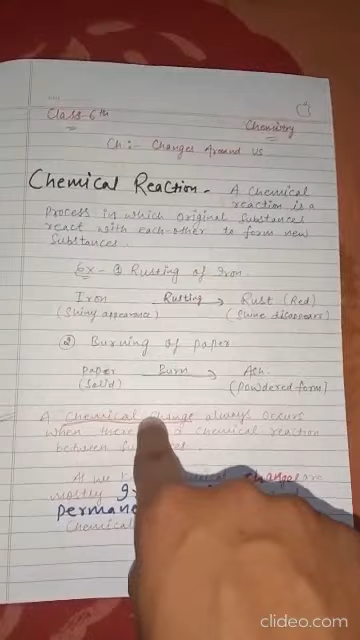 Class-6th
Chemistry
Ch:- Changes Around us
Chemical Reaction - A Chemical
reaction is a
process in which original substances
react with each-other to form new
substances.
Ex- ① Rusting of Iron.
Iron Rusting → Rust (Red)
(Shiny appearance) (Shine disappears)
② Burning of paper
Paper Burn → Ash.
(Solid) (Powdered form)
A Chemical Change always occurs
when there chemical reaction
between
As we changes are
mostly
permane
Chemical
clideo.com